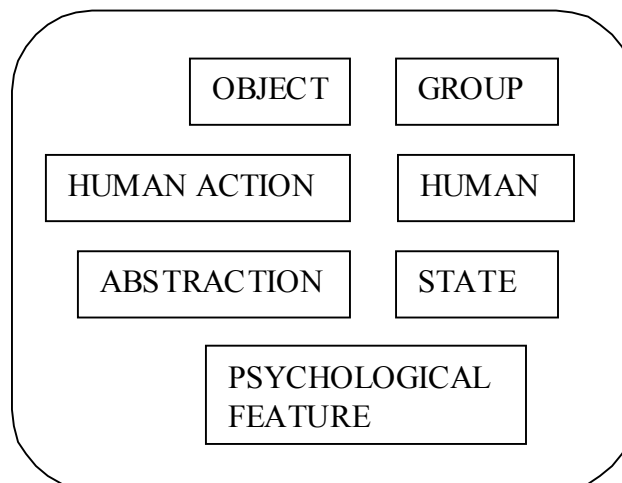 OBJECT GROUP
HUMAN ACTION HUMAN
ABSTRACTION STATE
PSYCHOLOGICAL
FEATURE